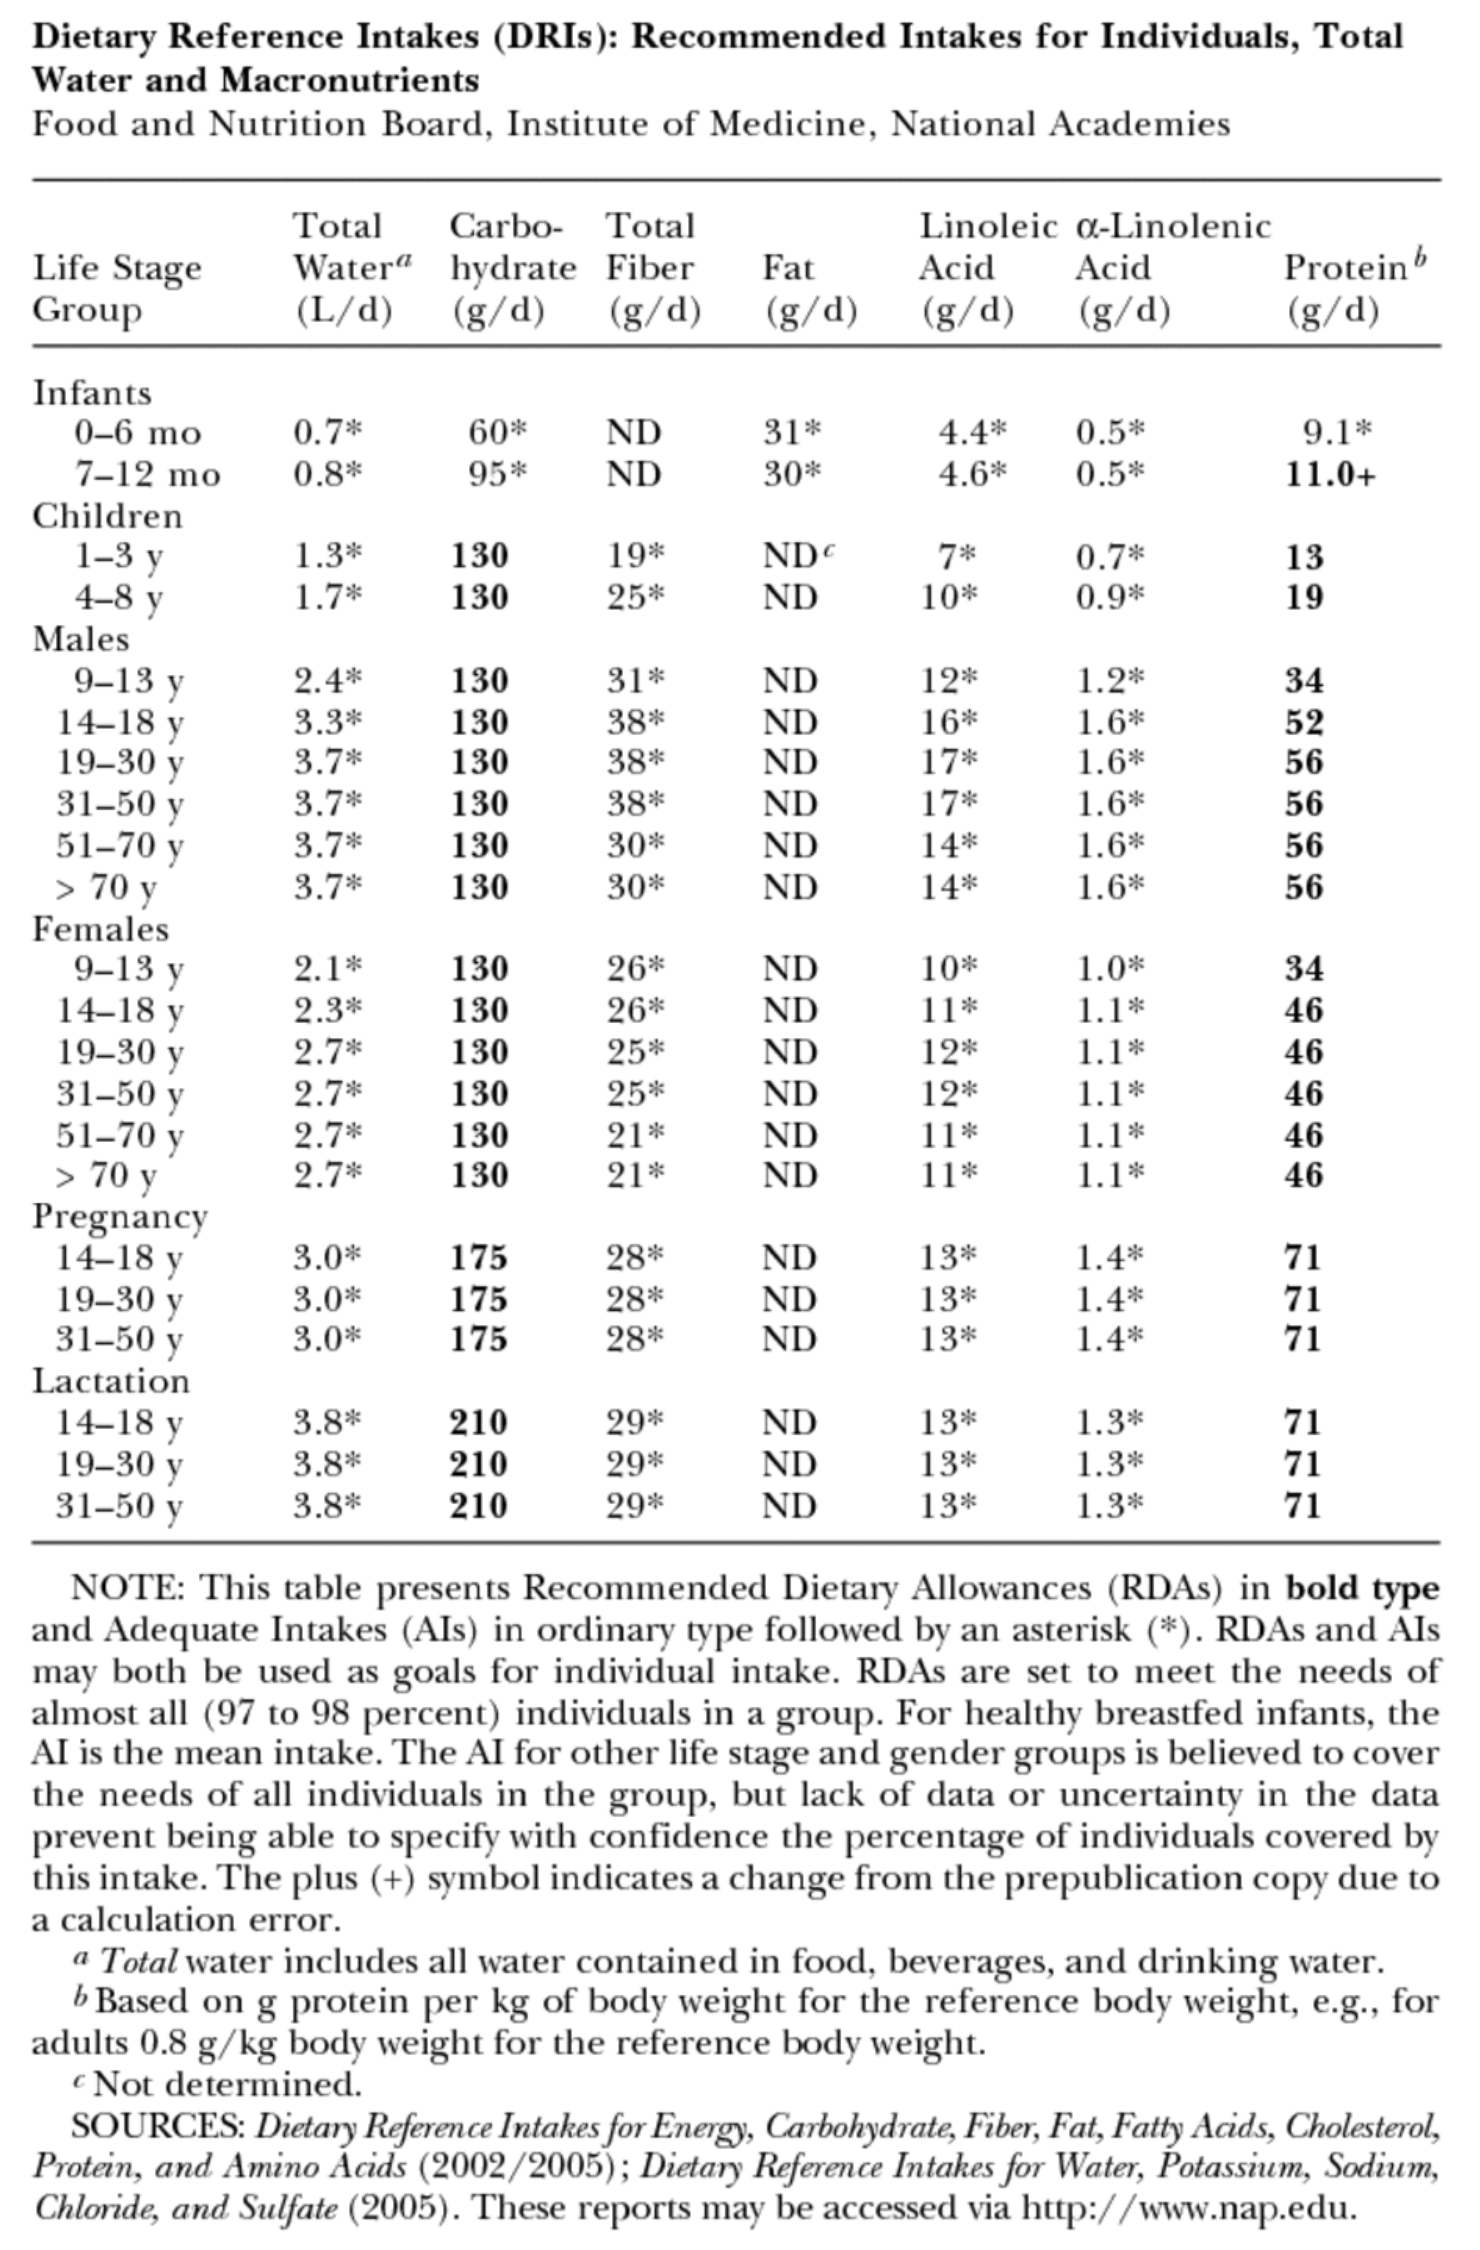 Dietary Reference Intakes (DRIs): Recommended Intakes for Individuals, Total
Water and Macronutrients
Food and Nutrition Board, Institute of Medicine, National Academies
Total Carbo- Total Linoleic α-Linolenic
Life Stage Waterᵃ hydrate Fiber Fat Acid Acid Proteinᵇ
Group (L/d) (g/d) (g/d) (g/d) (g/d) (g/d) (g/d)
Infants
0–6 mo 0.7* 60* ND 31* 4.4* 0.5* 9.1*
7–12 mo 0.8* 95* ND 30* 4.6* 0.5* 11.0+
Children
1–3 y 1.3* 130 19* NDᶜ 7* 0.7* 13
4–8 y 1.7* 130 25* ND 10* 0.9* 19
Males
9–13 y 2.4* 130 31* ND 12* 1.2* 34
14–18 y 3.3* 130 38* ND 16* 1.6* 52
19–30 y 3.7* 130 38* ND 17* 1.6* 56
31–50 y 3.7* 130 38* ND 17* 1.6* 56
51–70 y 3.7* 130 30* ND 14* 1.6* 56
> 70 y 3.7* 130 30* ND 14* 1.6* 56
Females
9–13 y 2.1* 130 26* ND 10* 1.0* 34
14–18 y 2.3* 130 26* ND 11* 1.1* 46
19–30 y 2.7* 130 25* ND 12* 1.1* 46
31–50 y 2.7* 130 25* ND 12* 1.1* 46
51–70 y 2.7* 130 21* ND 11* 1.1* 46
> 70 y 2.7* 130 21* ND 11* 1.1* 46
Pregnancy
14–18 y 3.0* 175 28* ND 13* 1.4* 71
19–30 y 3.0* 175 28* ND 13* 1.4* 71
31–50 y 3.0* 175 28* ND 13* 1.4* 71
Lactation
14–18 y 3.8* 210 29* ND 13* 1.3* 71
19–30 y 3.8* 210 29* ND 13* 1.3* 71
31–50 y 3.8* 210 29* ND 13* 1.3* 71
NOTE: This table presents Recommended Dietary Allowances (RDAs) in bold type
and Adequate Intakes (AIs) in ordinary type followed by an asterisk (*). RDAs and AIs
may both be used as goals for individual intake. RDAs are set to meet the needs of
almost all (97 to 98 percent) individuals in a group. For healthy breastfed infants, the
AI is the mean intake. The AI for other life stage and gender groups is believed to cover
the needs of all individuals in the group, but lack of data or uncertainty in the data
prevent being able to specify with confidence the percentage of individuals covered by
this intake. The plus (+) symbol indicates a change from the prepublication copy due to
a calculation error.
ᵃ Total water includes all water contained in food, beverages, and drinking water.
ᵇ Based on g protein per kg of body weight for the reference body weight, e.g., for
adults 0.8 g/kg body weight for the reference body weight.
ᶜ Not determined.
SOURCES: Dietary Reference Intakes for Energy, Carbohydrate, Fiber, Fat, Fatty Acids, Cholesterol,
Protein, and Amino Acids (2002/2005); Dietary Reference Intakes for Water, Potassium, Sodium,
Chloride, and Sulfate (2005). These reports may be accessed via http://www.nap.edu.